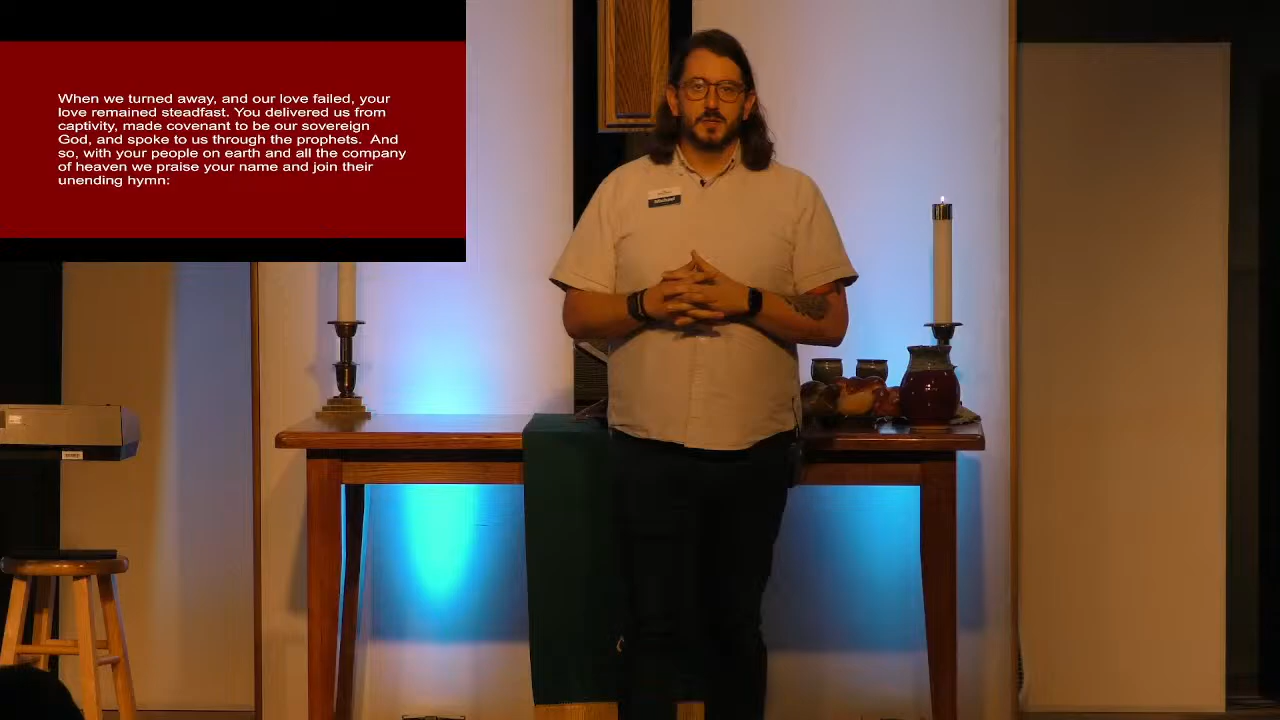 When we turned away, and our love failed, your
love remained steadfast. You delivered us from
captivity, made covenant to be our sovereign
God, and spoke to us through the prophets.  And
so, with your people on earth and all the company
of heaven we praise your name and join their
unending hymn: